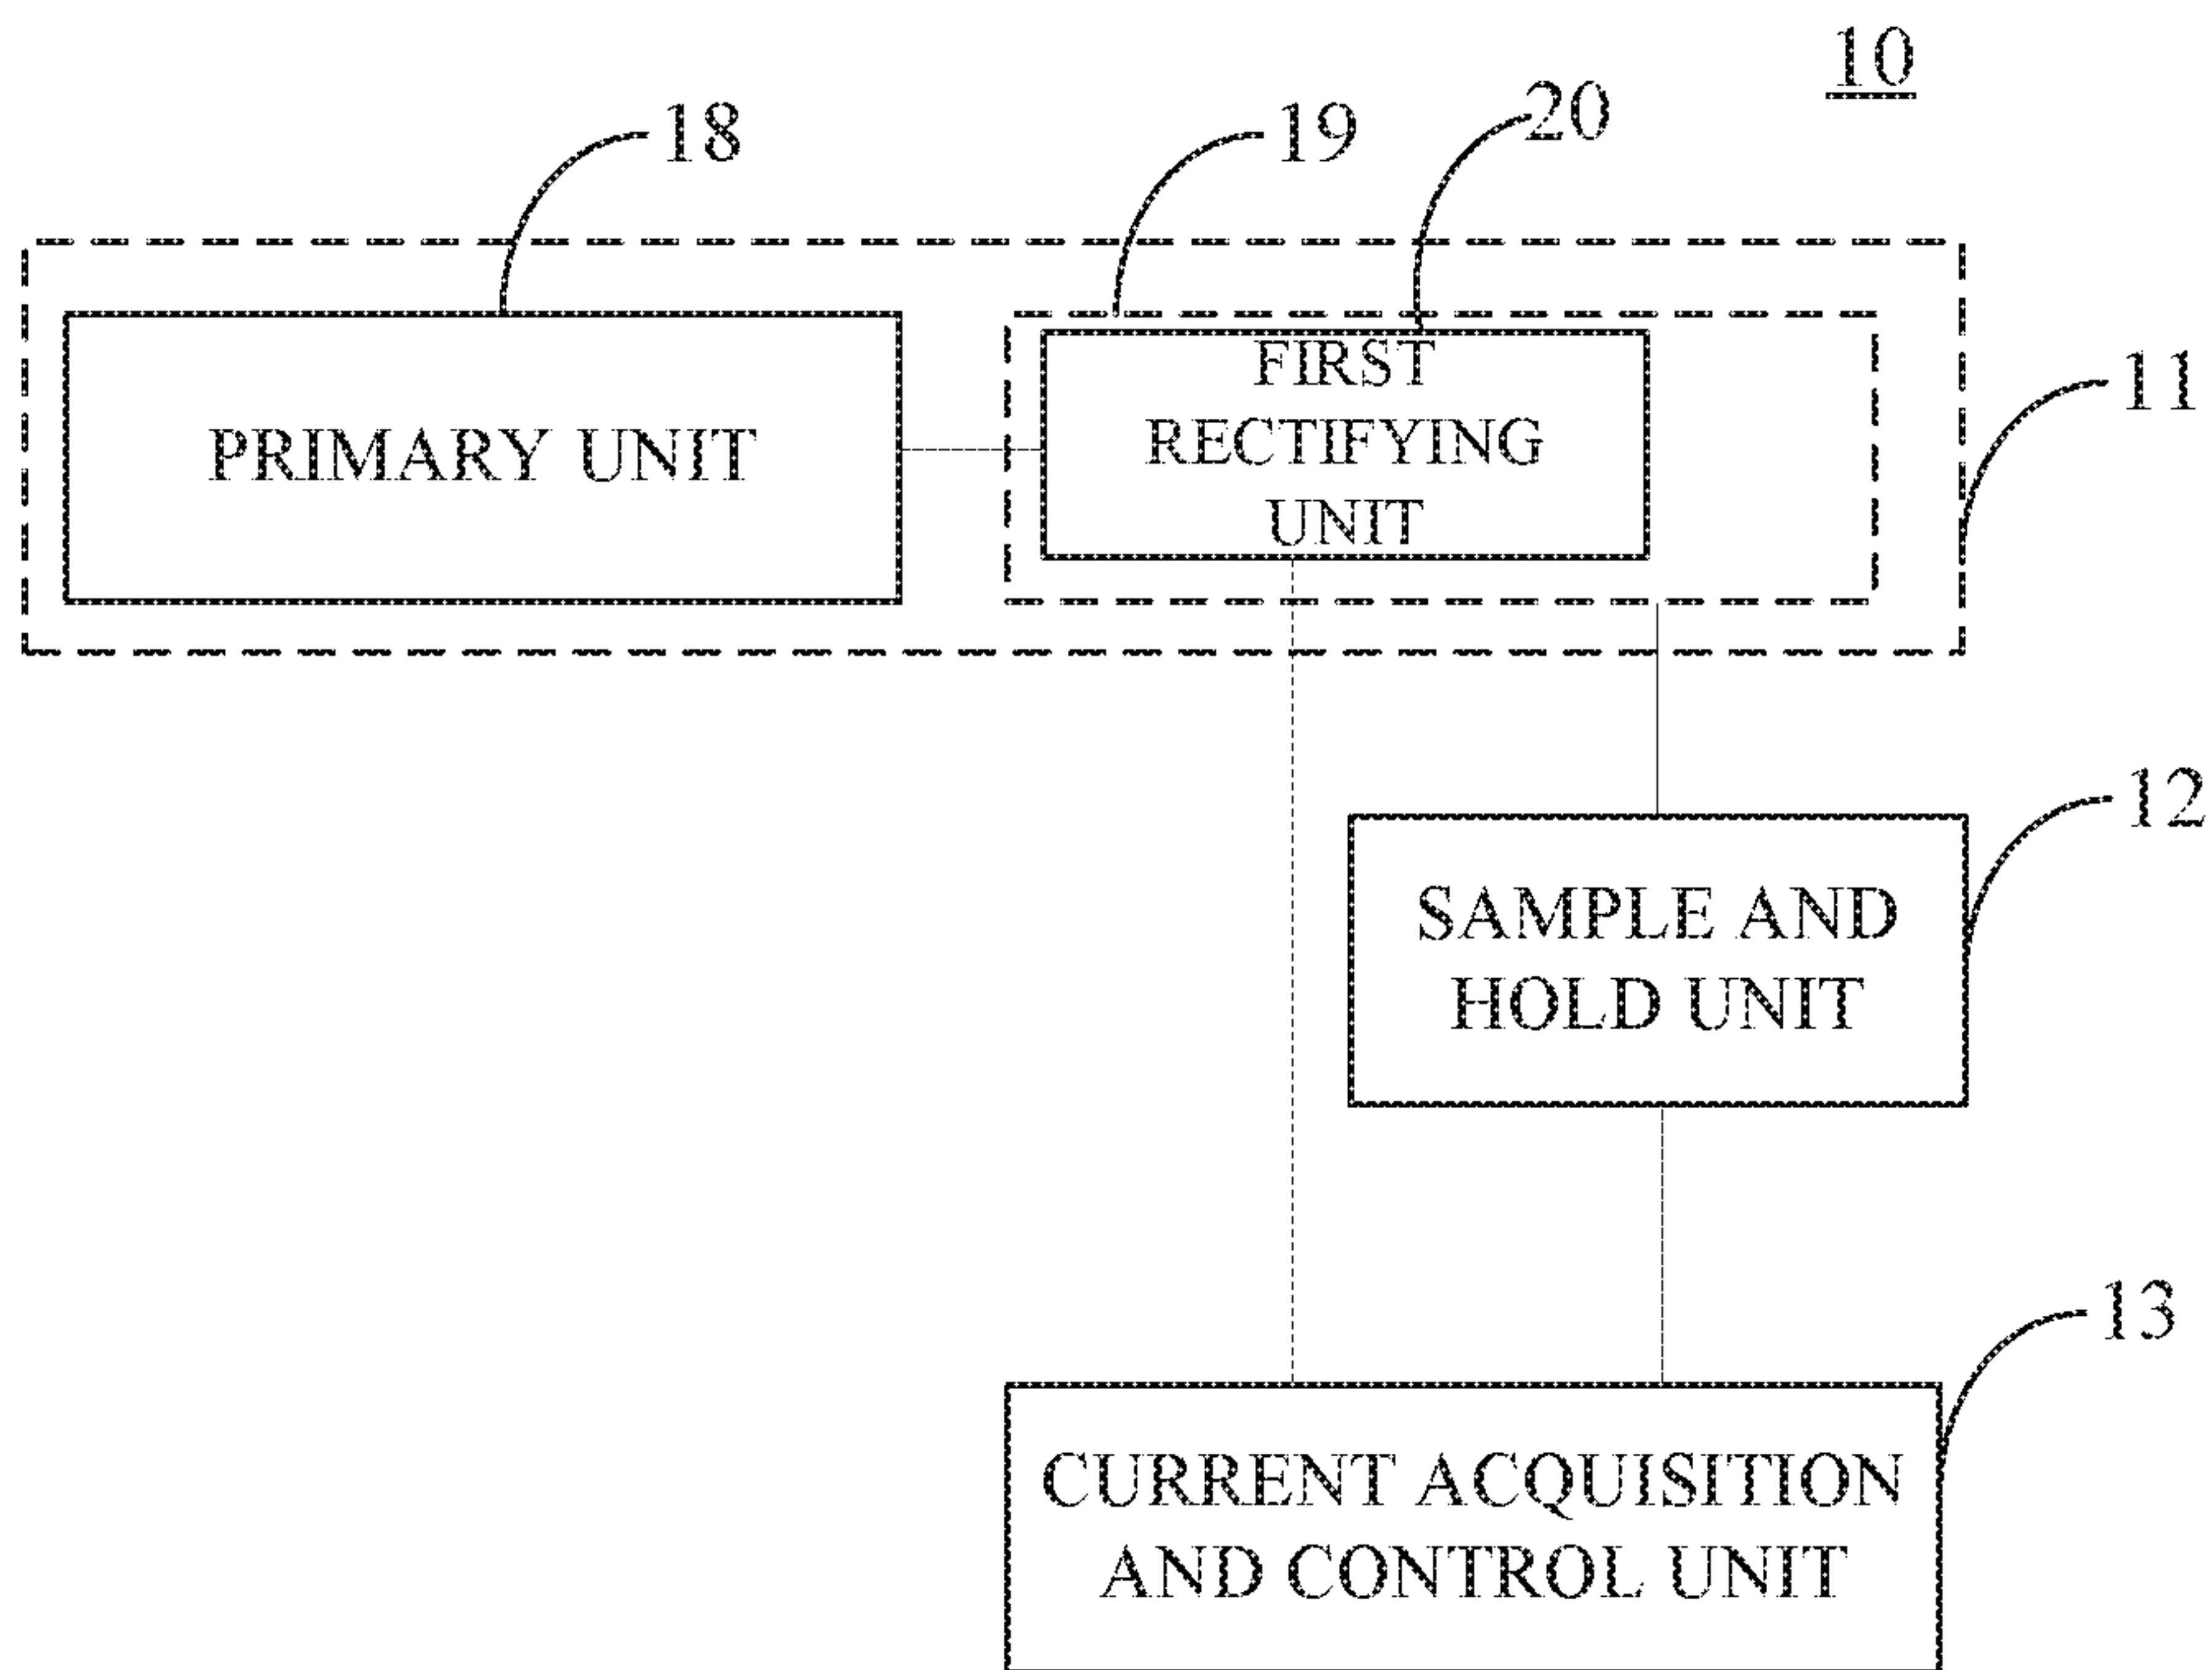 10
18
19
20
FIRST
RECTIFYING
UNIT
PRIMARY UNIT
11
12
SAMPLE AND
HOLD UNIT
13
CURRENT ACQUISITION
AND CONTROL UNIT